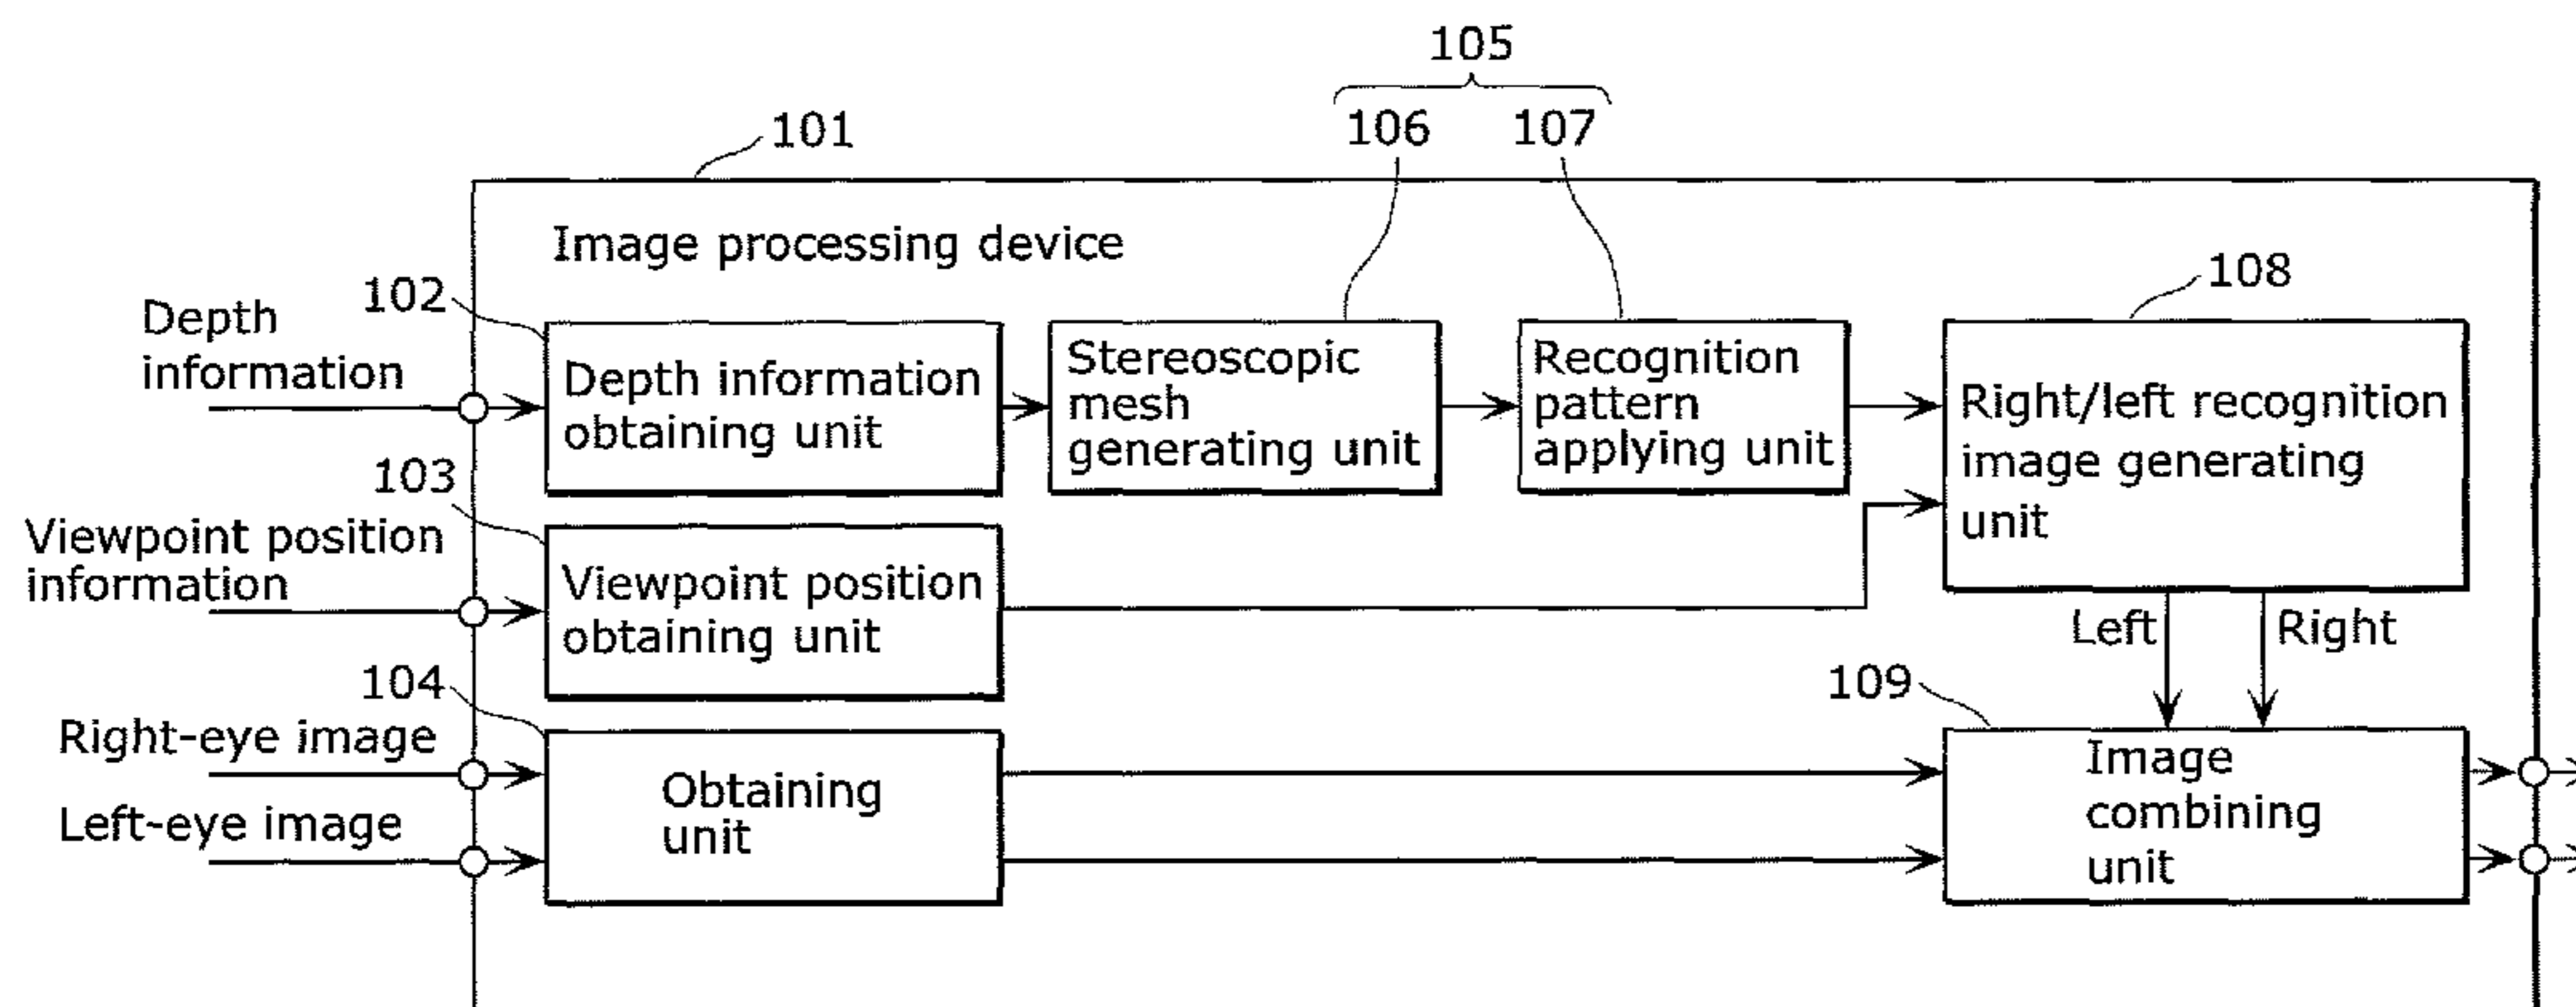 105
106 107
101
Image processing device
108
102
Depth
information
Depth information
obtaining unit
Stereoscopic
mesh
generating unit
Recognition
pattern
applying unit
Right/left recognition
image generating
unit
103
Viewpoint position
information
Viewpoint position
obtaining unit
Left Right
104
109
Right-eye image
Left-eye image
Obtaining
unit
Image
combining
unit